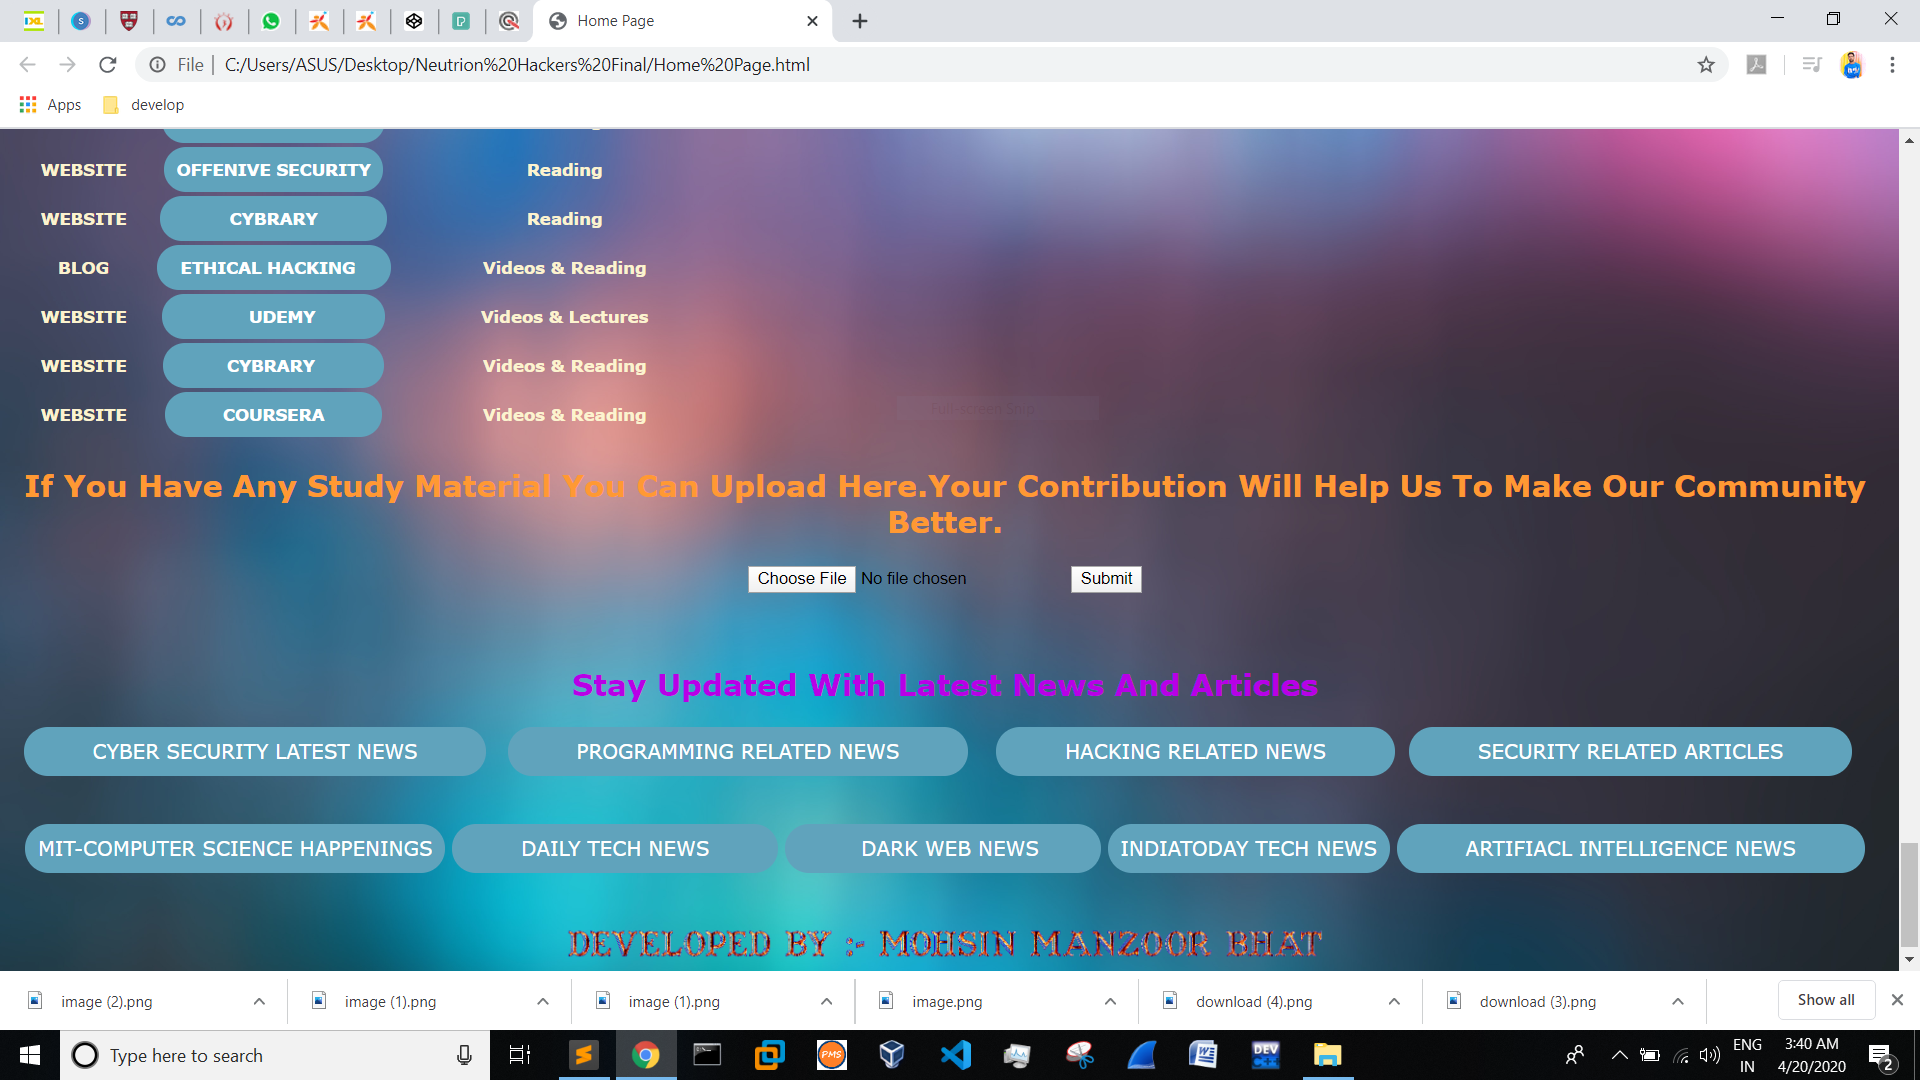 Home Page
File | C:/Users/ASUS/Desktop/Neutrion%20Hackers%20Final/Home%20Page.html
Apps develop
WEBSITE OFFENIVE SECURITY Reading
WEBSITE CYBRARY Reading
BLOG ETHICAL HACKING Videos & Reading
WEBSITE UDEMY Videos & Lectures
WEBSITE CYBRARY Videos & Reading
WEBSITE COURSERA Videos & Reading
Full-screen Snip
If You Have Any Study Material You Can Upload Here.Your Contribution Will Help Us To Make Our Community
Better.
Choose File No file chosen Submit
Stay Updated With Latest News And Articles
CYBER SECURITY LATEST NEWS PROGRAMMING RELATED NEWS HACKING RELATED NEWS SECURITY RELATED ARTICLES
MIT-COMPUTER SCIENCE HAPPENINGS DAILY TECH NEWS DARK WEB NEWS INDIATODAY TECH NEWS ARTIFIACL INTELLIGENCE NEWS
DEVELOPED BY :- MOHSIN MANZOOR BHAT
image (2).png image (1).png image (1).png image.png download (4).png download (3).png Show all
Type here to search ENG 3:40 AM
IN 4/20/2020 2